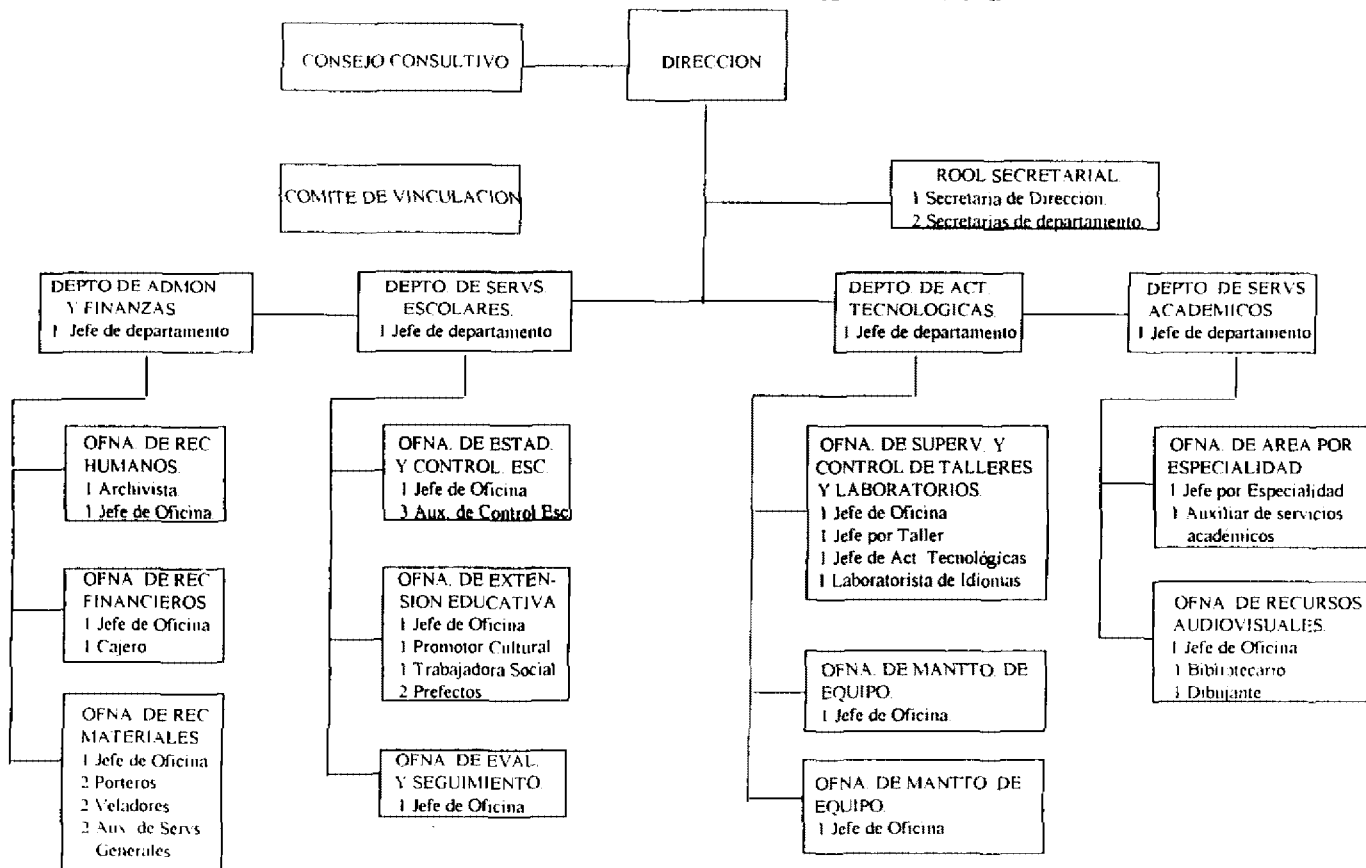 CONSEJO CONSULTIVO
DIRECCION
COMITE DE VINCULACION
ROOL SECRETARIAL
1 Secretaria de Direccion.
2 Secretarias de departamento
DEPTO DE ADMON
Y FINANZAS
1 Jefe de departamento
DEPTO DE SERVS.
ESCOLARES.
1 Jefe de departamento
DEPTO. DE ACT.
TECNOLOGICAS.
1 Jefe de departamento
DEPTO DE SERVS
ACADEMICOS
1 Jefe de departamento
OFNA. DE REC
HUMANOS.
1 Archivista
1 Jefe de Oficina
OFNA. DE REC
FINANCIEROS
1 Jefe de Oficina
1 Cajero
OFNA. DE REC
MATERIALES
1 Jefe de Oficina
2 Porteros
2 Veladores
2 Aux. de Servs
Generales
OFNA. DE ESTAD.
Y CONTROL. ESC.
1 Jefe de Oficina
3 Aux. de Control Esc
OFNA. DE EXTEN-
SION EDUCATIVA
1 Jefe de Oficina
1 Promotor Cultural
1 Trabajadora Social
2 Prefectos
OFNA. DE EVAL.
Y SEGUIMIENTO.
1 Jefe de Oficina
OFNA. DE SUPERV. Y
CONTROL DE TALLERES
Y LABORATORIOS.
1 Jefe de Oficina
1 Jefe por Taller
1 Jefe de Act Tecnológicas
1 Laboratorista de Idiomas
OFNA. DE MANTTO. DE
EQUIPO.
1 Jefe de Oficina
OFNA. DE MANTTO DE
EQUIPO.
1 Jefe de Oficina
OFNA. DE AREA POR
ESPECIALIDAD
1 Jefe por Especialidad
1 Auxiliar de servicios
académicos
OFNA DE RECURSOS
AUDIOVISUALES.
1 Jefe de Oficina
1 Bibliotecario
1 Dibujante